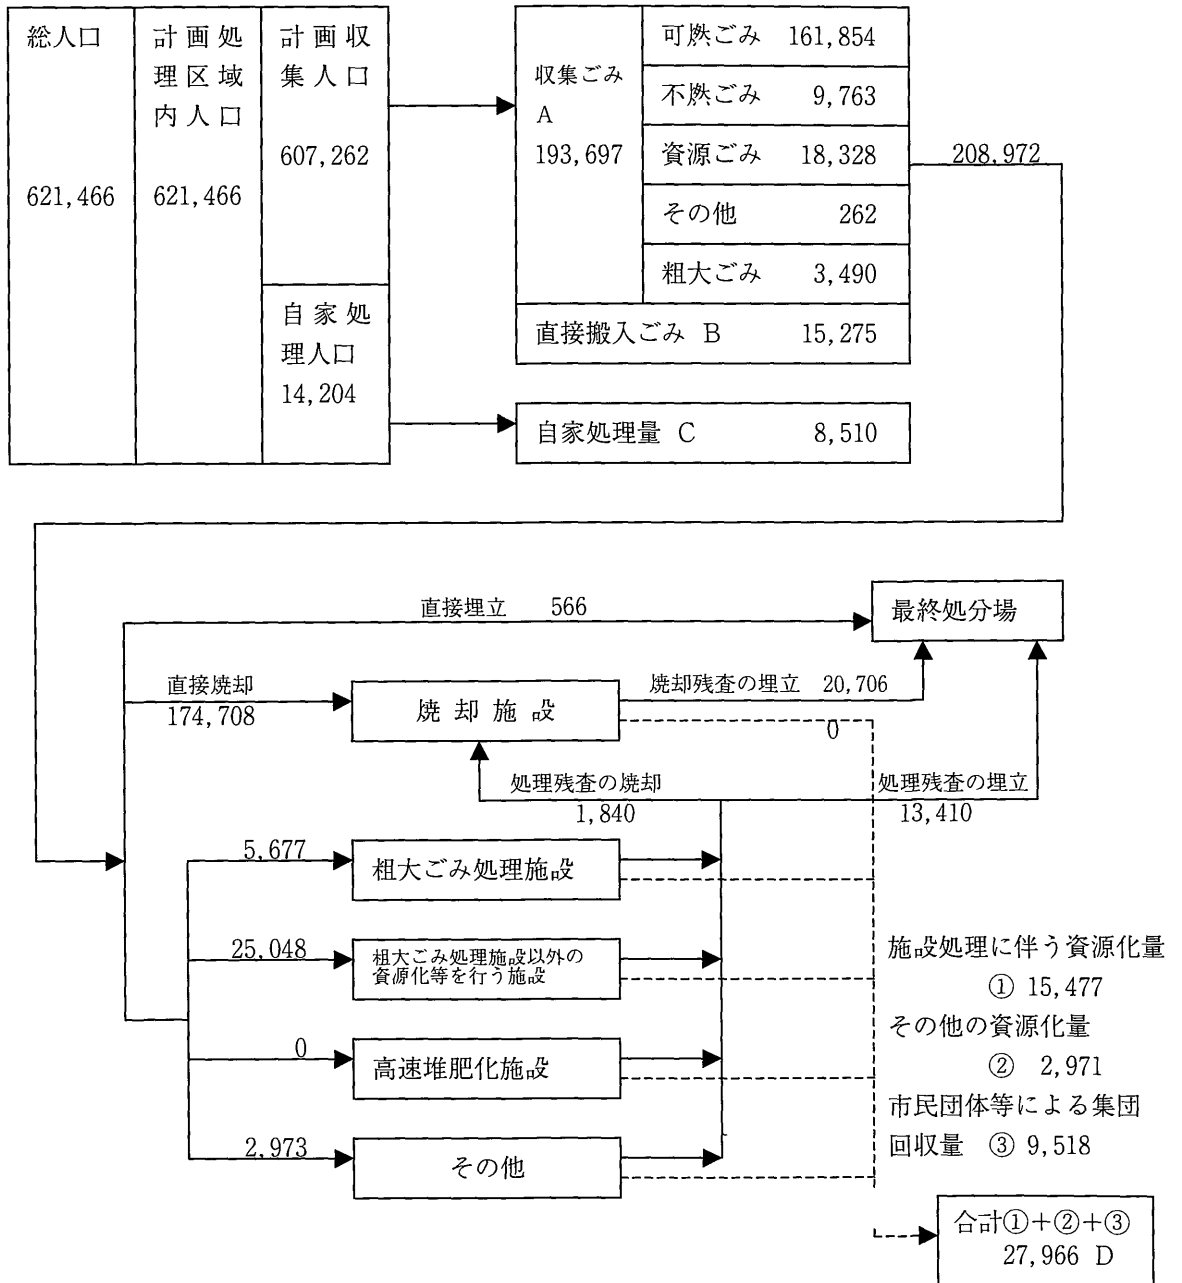 総人口
621,466
計画処
理区域
内人口
621,466
計画収
集人口
607,262
自家処
理人口
14,204
収集ごみ
A
193,697
可燃ごみ 161,854
不燃ごみ 9,763
資源ごみ 18,328
その他 262
粗大ごみ 3,490
直接搬入ごみ B 15,275
自家処理量 C 8,510
208,972
直接埋立 566
最終処分場
直接焼却
174,708
焼却施設
焼却残査の埋立 20,706
0
処理残査の焼却
1,840
処理残査の埋立
13,410
5,677
粗大ごみ処理施設
25,048
粗大ごみ処理施設以外の
資源化等を行う施設
0
高速堆肥化施設
2,973
その他
施設処理に伴う資源化量
① 15,477
その他の資源化量
② 2,971
市民団体等による集団
回収量 ③ 9,518
合計①+②+③
27,966 D